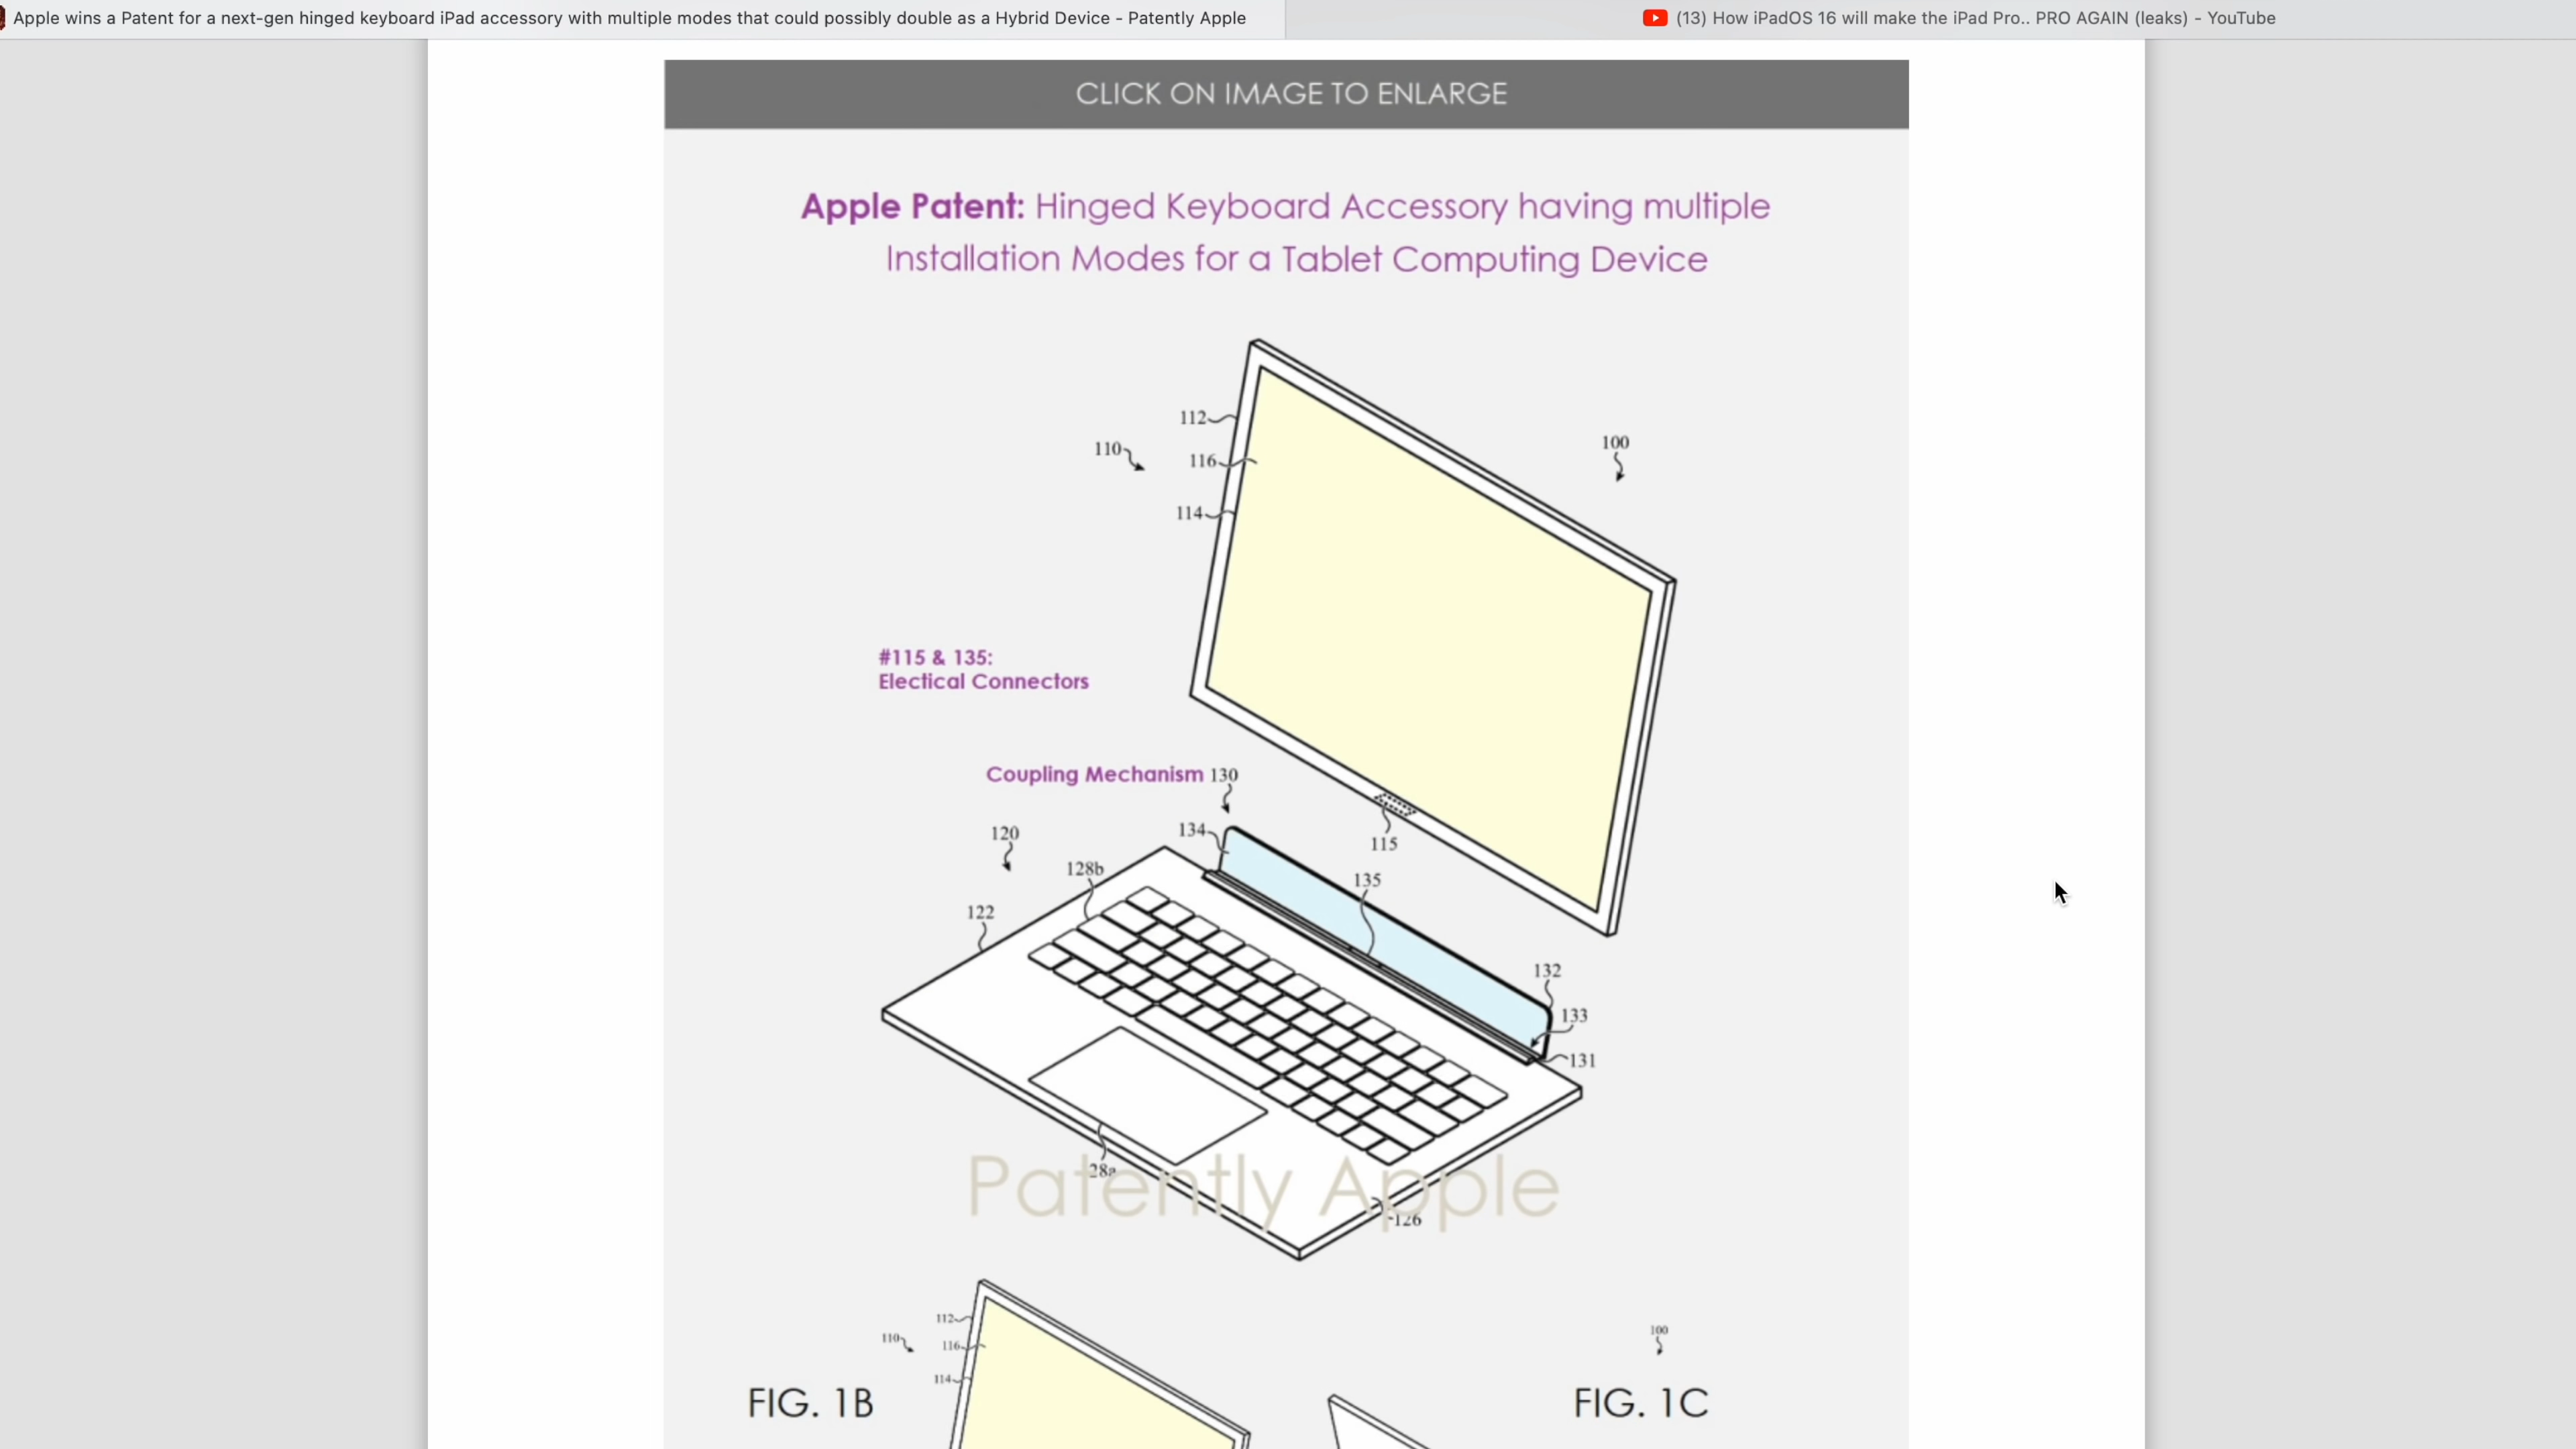 Apple wins a Patent for a next-gen hinged keyboard iPad accessory with multiple modes that could possibly double as a Hybrid Device - Patently Apple
(13) How iPadOS 16 will make the iPad Pro.. PRO AGAIN (leaks) - YouTube
CLICK ON IMAGE TO ENLARGE
Apple Patent: Hinged Keyboard Accessory having multiple
Installation Modes for a Tablet Computing Device
112
110
100
116
114
#115 & 135:
Electical Connectors
Coupling Mechanism 130
134
120
115
128b
135
122
132
133
131
28a
Patently Apple
126
112
110
100
116
114
FIG. 1B
FIG. 1C